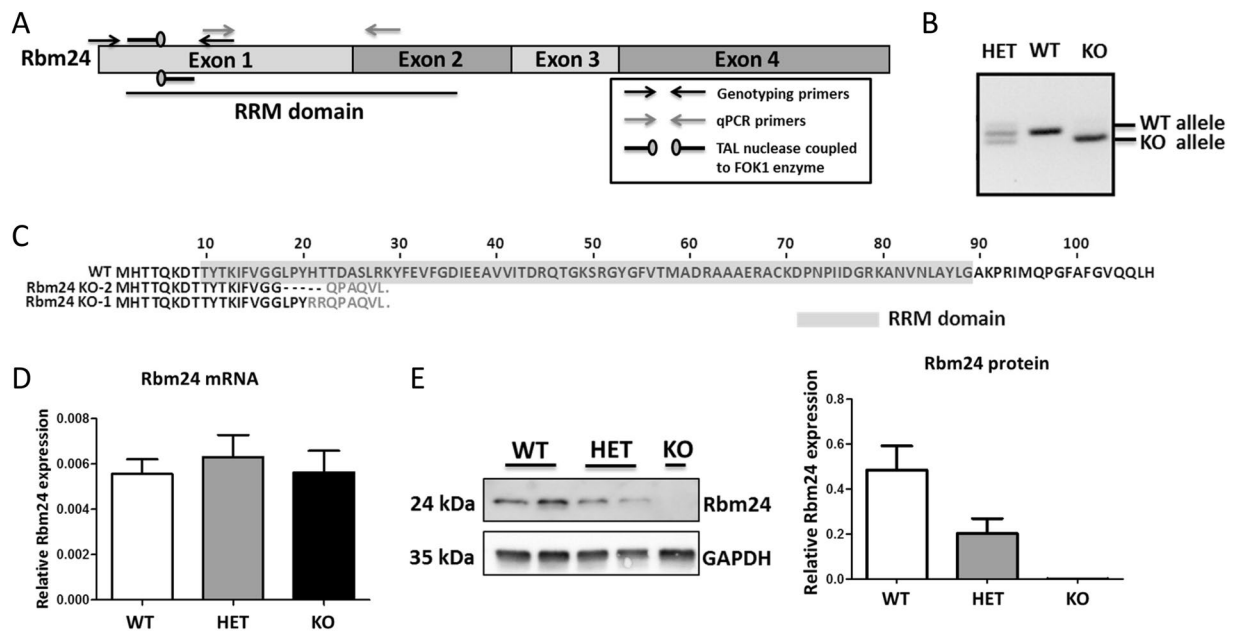 A
Rbm24
Exon 1
Exon 2
Exon 3
Exon 4
RRM domain
Genotyping primers
qPCR primers
TAL nuclease coupled
to FOK1 enzyme
B
HET WT KO
WT allele
KO allele
C
10 20 30 40 50 60 70 80 90 100
WT MHTTQKDTTYTKIFVGGLPYHTTDASLRKYFEVFGDIEEAVVITDRQTGKSRGYGFVTMADRAAAERACKDPNPIIDGRKANVNLAYLGAKPRIMQPGFAFGVQQLH
Rbm24 KO-2 MHTTQKDTTYTKIFVGG-----QPAQVL.
Rbm24 KO-1 MHTTQKDTTYTKIFVGGLPYRRQPAQVL.
RRM domain
D
Rbm24 mRNA
Relative Rbm24 expression
0.008
0.006
0.004
0.002
0.000
WT HET KO
E
WT HET KO
24 kDa
Rbm24
35 kDa
GAPDH
Rbm24 protein
Relative Rbm24 expression
0.8
0.6
0.4
0.2
0.0
WT HET KO